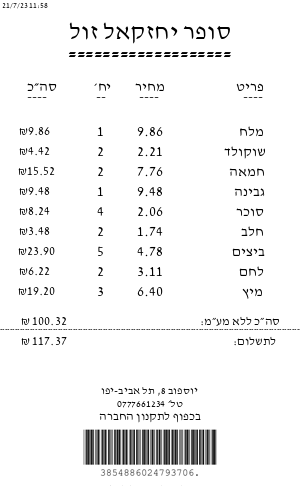 21/7/23 11:58
סופר יחזקאל זול
====================
פריט מחיר יח׳ סה״כ
---- ---- -- ----
מלח 9.86 1 ₪9.86
שוקולד 2.21 2 ₪4.42
חמאה 7.76 2 ₪15.52
גבינה 9.48 1 ₪9.48
סוכר 2.06 4 ₪8.24
חלב 1.74 2 ₪3.48
ביצים 4.78 5 ₪23.90
לחם 3.11 2 ₪6.22
מיץ 6.40 3 ₪19.20
סה״כ ללא מע״מ: ₪ 100.32
לתשלום: ₪ 117.37
יוספוב 8, תל אביב-יפו
טל׳ 0777661234
בכפוף לתקנון החברה
3854886024793706.